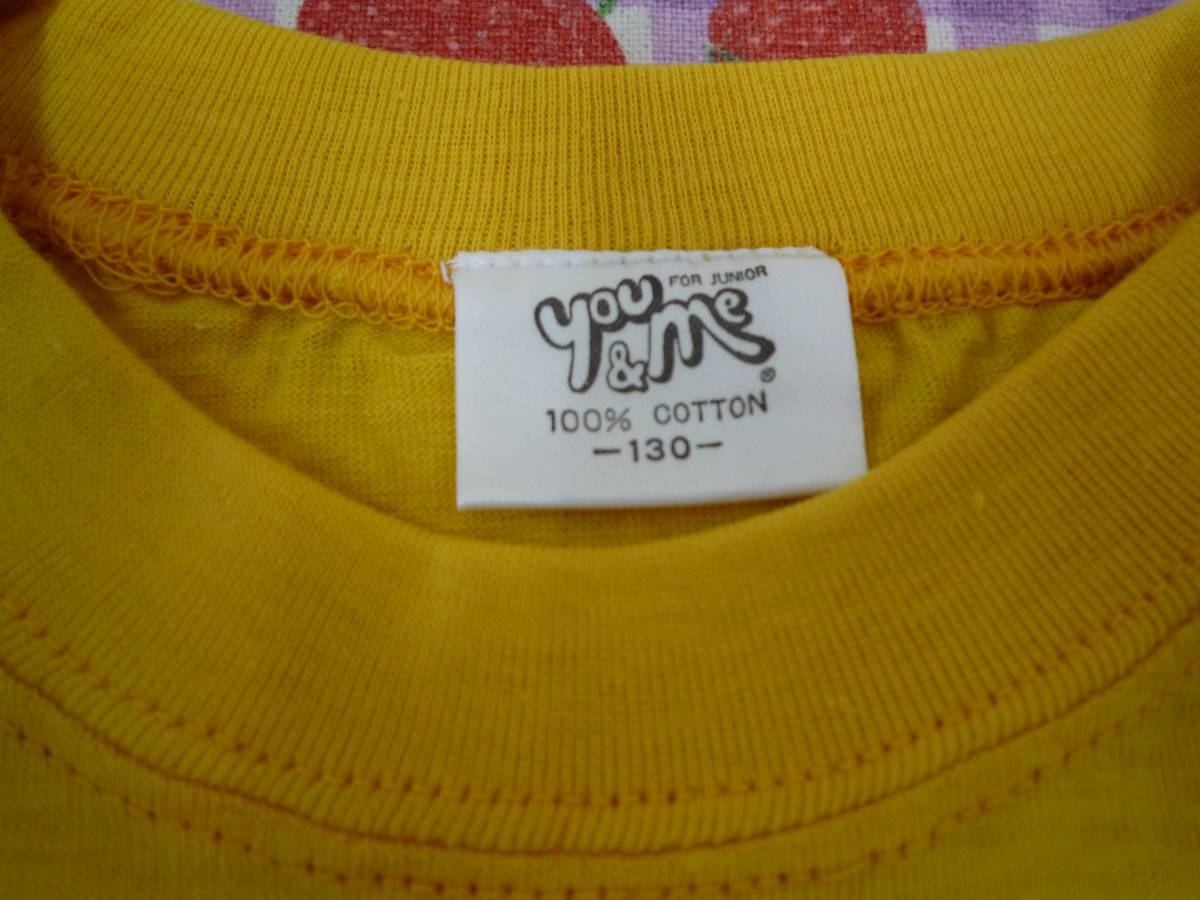 FOR JUNIOR
You
& Me
®
100% COTTON
—130—